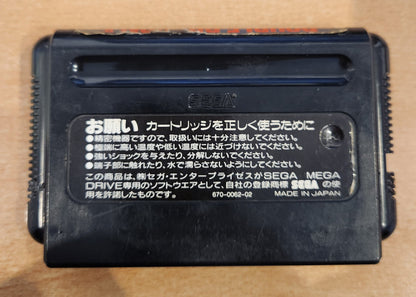 SEGA
お願い カートリッジを正しく使うために
●精密機器ですので、取扱いには十分注意してください。
●極端に高い温度や低い温度には近づけないでください。
●強いショックを与えたり、分解しないでください。
●端子部に触れたり、水で濡らさないようにしてください。
この商品は、(株)セガ・エンタープライゼスがSEGA MEGA
DRIVE専用のソフトウエアとして、自社の登録商標 SEGA の使
用を許諾したものです。 670-0062-02 MADE IN JAPAN